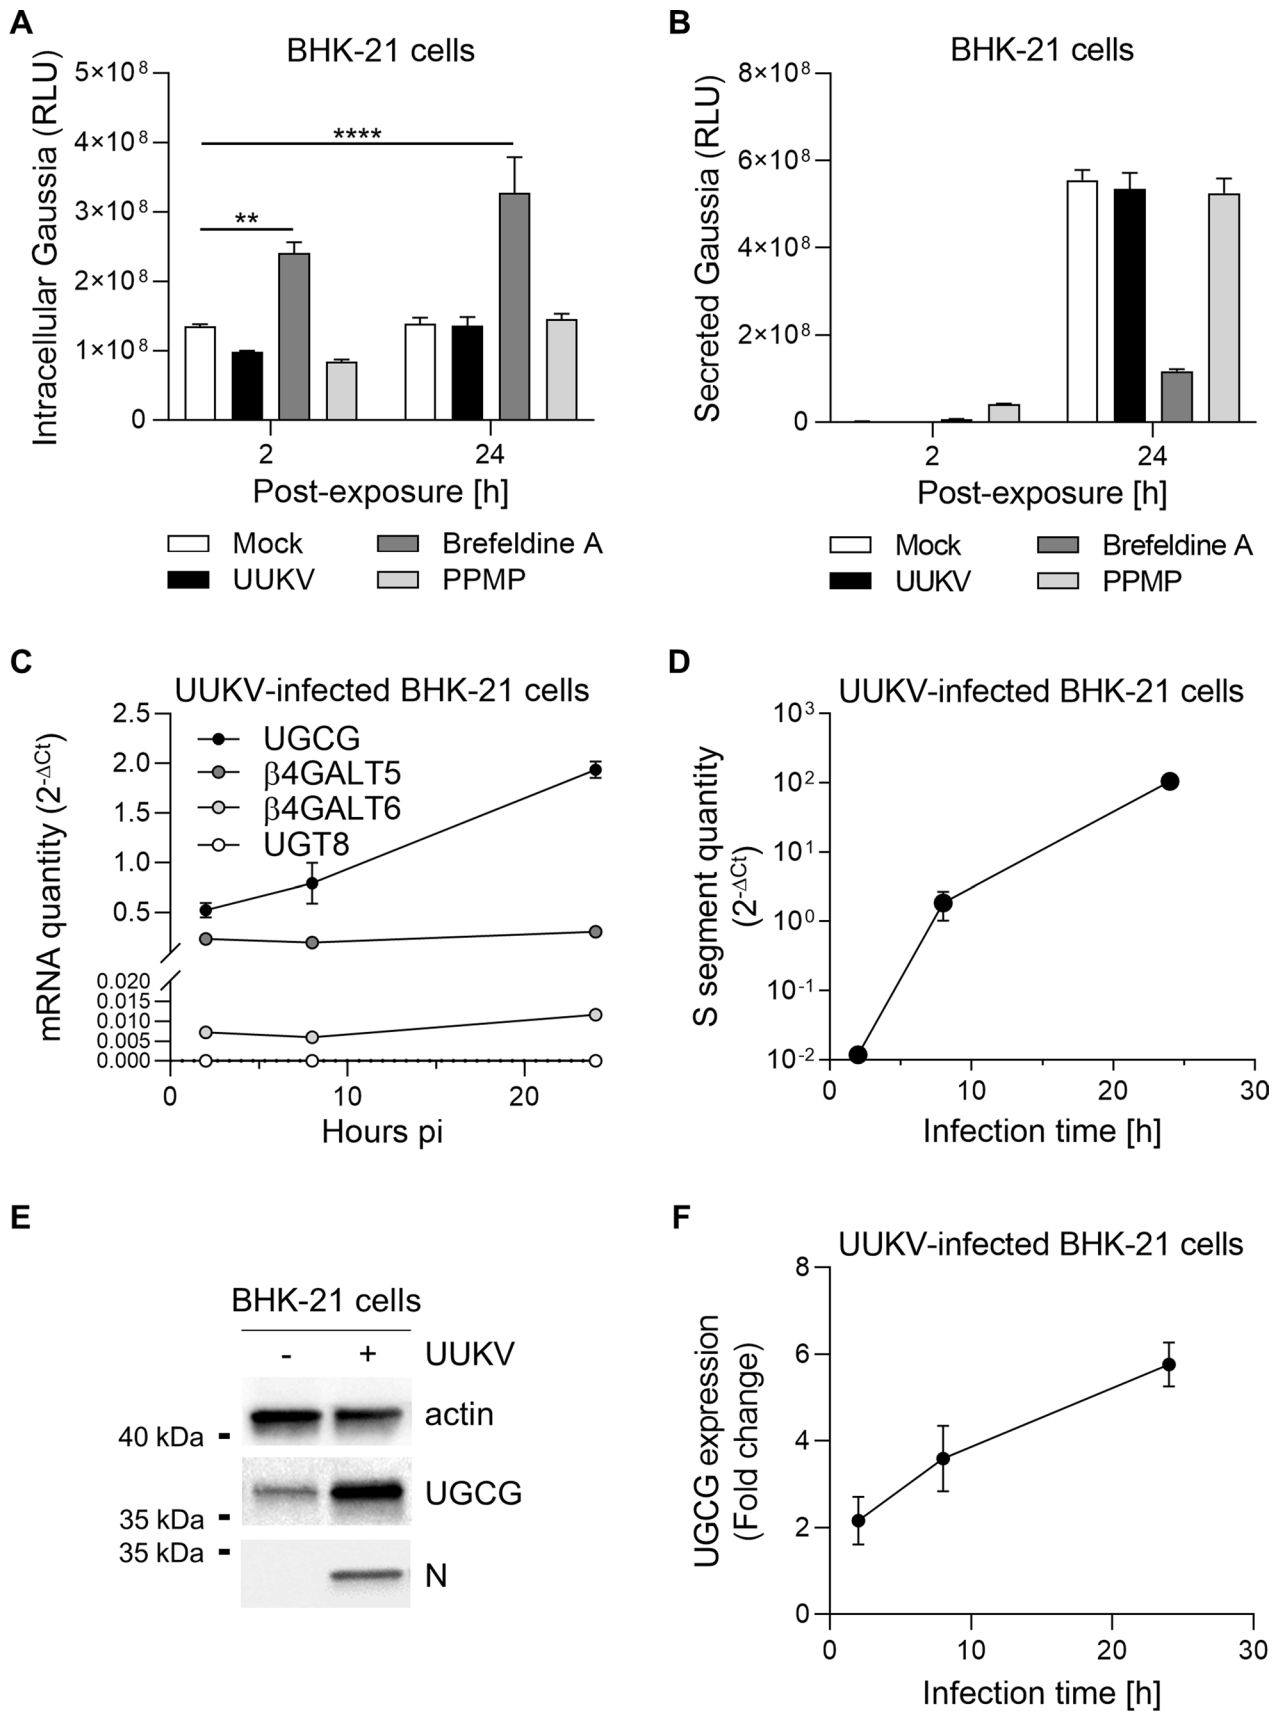 A
BHK-21 cells
Intracellular Gaussia (RLU)
5×10⁸
4×10⁸
3×10⁸
2×10⁸
1×10⁸
0
****
**
2
24
Post-exposure [h]
Mock
Brefeldine A
UUKV
PPMP
B
BHK-21 cells
Secreted Gaussia (RLU)
8×10⁸
6×10⁸
4×10⁸
2×10⁸
0
2
24
Post-exposure [h]
Mock
Brefeldine A
UUKV
PPMP
C
UUKV-infected BHK-21 cells
mRNA quantity (2^-ΔCt)
2.5
2.0
1.5
1.0
0.5
0.020
0.015
0.010
0.005
0.000
UGCG
β4GALT5
β4GALT6
UGT8
0
10
20
Hours pi
D
UUKV-infected BHK-21 cells
S segment quantity
(2^-ΔCt)
10³
10²
10¹
10⁰
10⁻¹
10⁻²
0
10
20
30
Infection time [h]
E
BHK-21 cells
- + UUKV
actin
40 kDa
UGCG
35 kDa
35 kDa
N
F
UUKV-infected BHK-21 cells
UGCG expression
(Fold change)
8
6
4
2
0
0
10
20
30
Infection time [h]